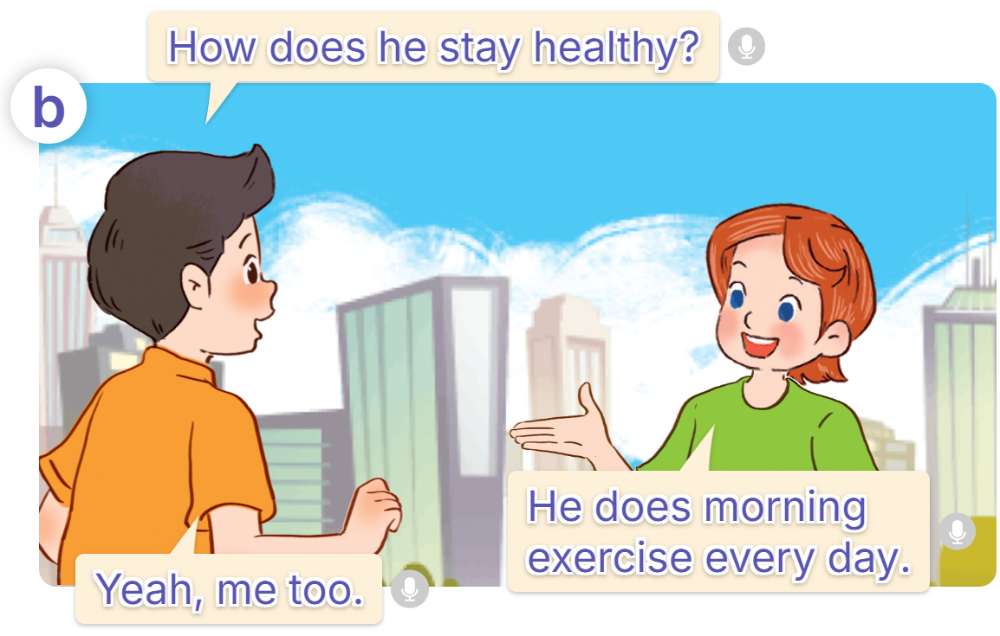 How does he stay healthy?
b
He does morning
exercise every day.
Yeah, me too.